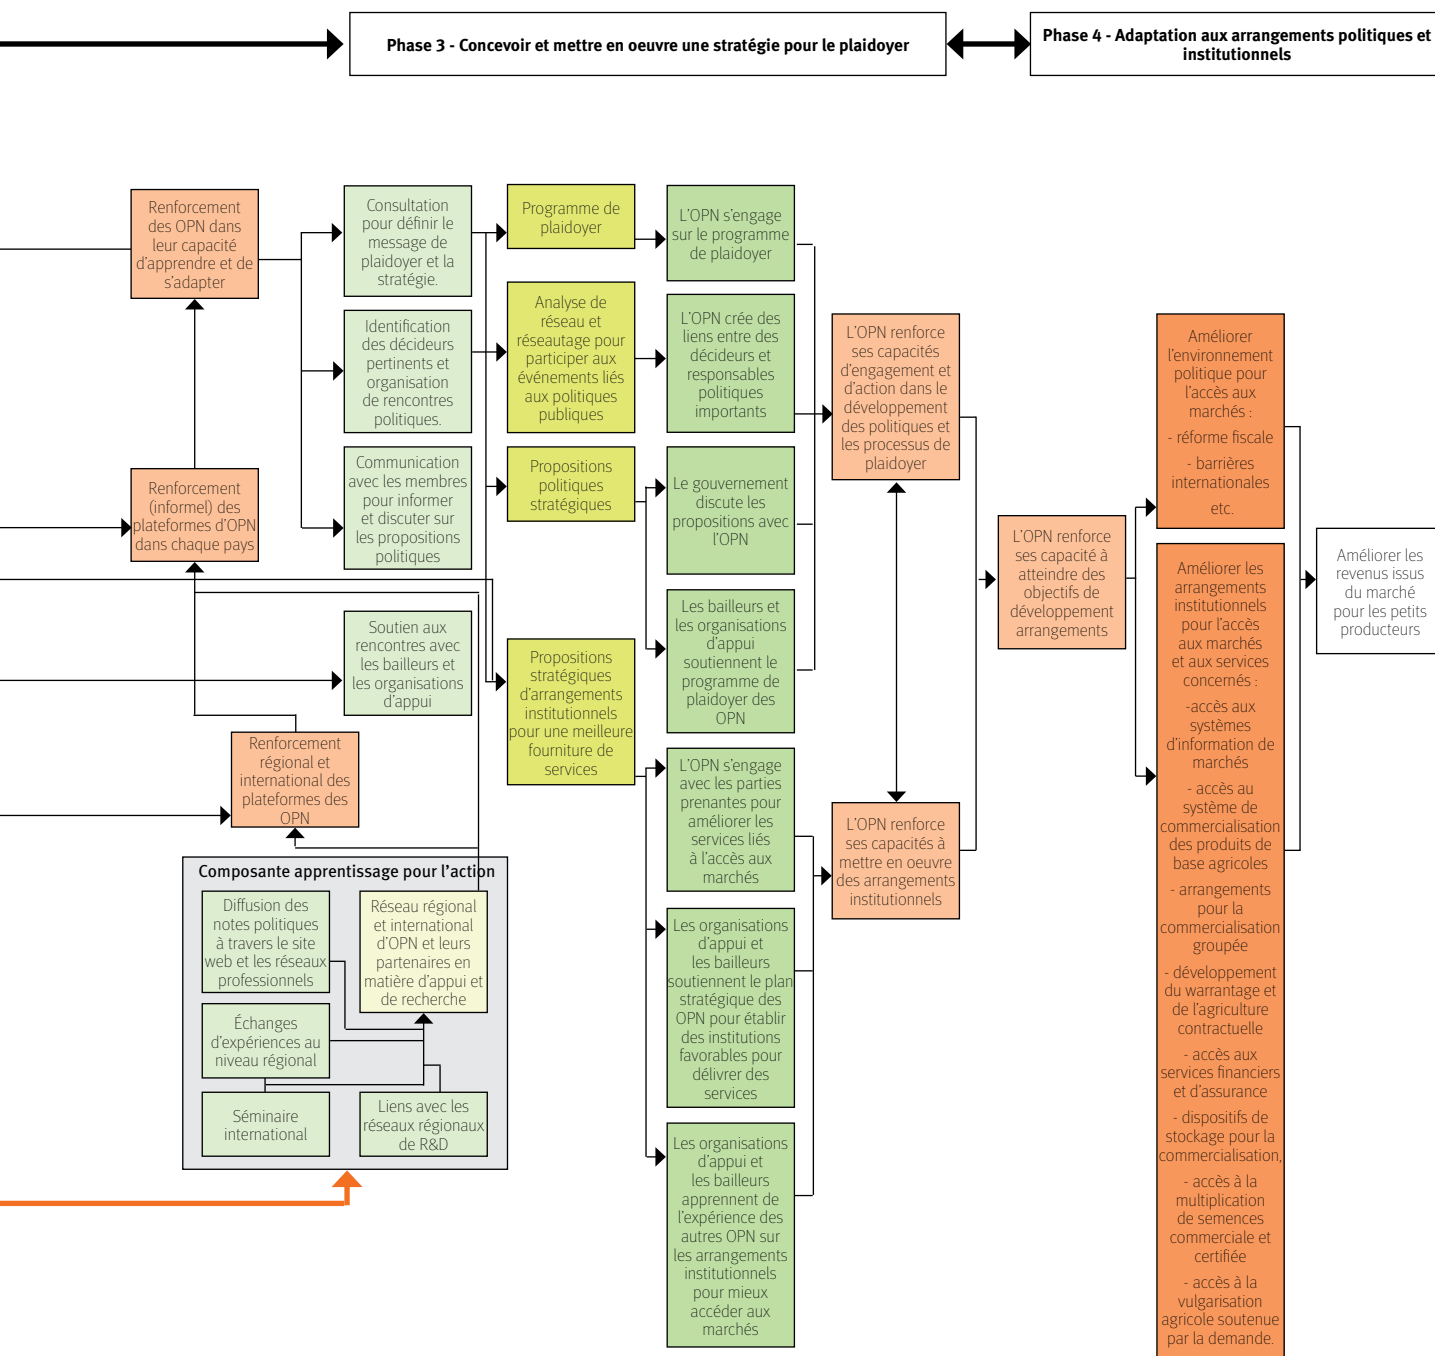 Phase 3 - Concevoir et mettre en oeuvre une stratégie pour le plaidoyer
Phase 4 - Adaptation aux arrangements politiques et
institutionnels
Renforcement
des OPN dans
leur capacité
d'apprendre et de
s'adapter
Renforcement
(informel) des
plateformes d'OPN
dans chaque pays
Renforcement
régional et
international des
plateformes des
OPN
Composante apprentissage pour l'action
Diffusion des
notes politiques
à travers le site
web et les réseaux
professionnels
Échanges
d'expériences au
niveau régional
Séminaire
international
Réseau régional
et international
d'OPN et leurs
partenaires en
matière d'appui et
de recherche
Liens avec les
réseaux régionaux
de R&D
Consultation
pour définir le
message de
plaidoyer et la
stratégie.
Identification
des décideurs
pertinents et
organisation
de rencontres
politiques.
Communication
avec les membres
pour informer
et discuter sur
les propositions
politiques
Soutien aux
rencontres avec
les bailleurs et
les organisations
d'appui
Programme de
plaidoyer
Analyse de
réseau et
réseautage pour
participer aux
événements liés
aux politiques
publiques
Propositions
politiques
stratégiques
Propositions
stratégiques
d'arrangements
institutionnels
pour une meilleure
fourniture de
services
L'OPN s'engage
sur le programme
de plaidoyer
L'OPN crée des
liens entre des
décideurs et
responsables
politiques
importants
Le gouvernement
discute les
propositions avec
l'OPN
Les bailleurs et
les organisations
d'appui
soutiennent le
programme de
plaidoyer des
OPN
L'OPN s'engage
avec les parties
prenantes pour
améliorer les
services liés
à l'accès aux
marchés
Les organisations
d'appui et
les bailleurs
soutiennent le plan
stratégique des
OPN pour établir
des institutions
favorables pour
délivrer des
services
Les organisations
d'appui et
les bailleurs
apprennent de
l'expérience des
autres OPN sur
les arrangements
institutionnels
pour mieux
accéder aux
marchés
L'OPN renforce
ses capacités
d'engagement et
d'action dans le
développement
des politiques et
les processus de
plaidoyer
L'OPN renforce
ses capacités à
mettre en oeuvre
des arrangements
institutionnels
L'OPN renforce
ses capacité à
atteindre des
objectifs de
développement
arrangements
Améliorer
l'environnement
politique pour
l'accès aux
marchés :
- réforme fiscale
- barrières
internationales
etc.
Améliorer les
arrangements
institutionnels
pour l'accès
aux marchés
et aux services
concernés :
-accès aux
systèmes
d'information de
marchés
- accès au
système de
commercialisation
des produits de
base agricoles
- arrangements
pour la
commercialisation
groupée
- développement
du warrantage et
de l'agriculture
contractuelle
- accès aux
services financiers
et d'assurance
- dispositifs de
stockage pour la
commercialisation,
- accès à la
multiplication
de semences
commerciale et
certifiée
- accès à la
vulgarisation
agricole soutenue
par la demande.
Améliorer les
revenus issus
du marché
pour les petits
producteurs